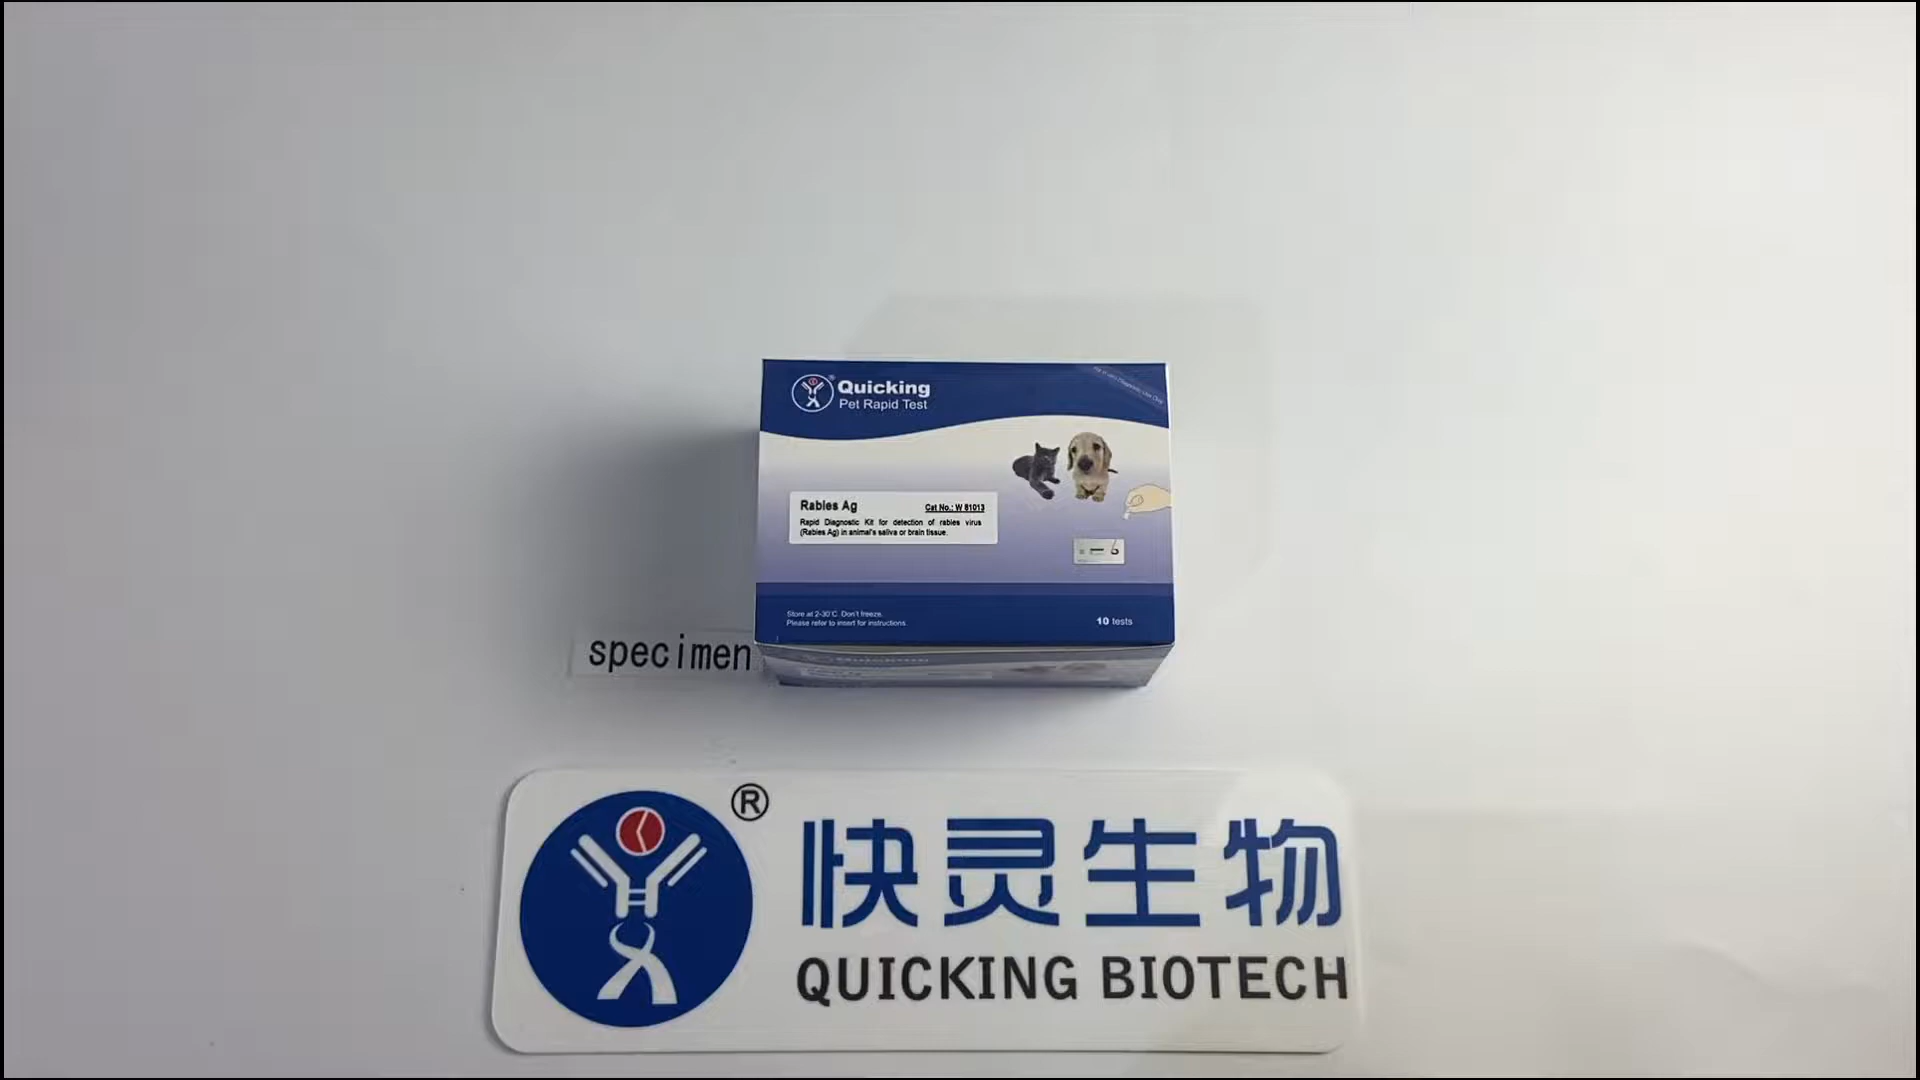 Quicking
Pet Rapid Test
Rabies Ag
Cat No.: W 81013
Rapid Diagnostic Kit for detection of rabies virus
(Rabies Ag) in animal's saliva or brain tissue.
Store at 2-30°C. Don't freeze.
Please refer to insert for instructions.
10 tests
specimen
®
快灵生物
QUICKING BIOTECH